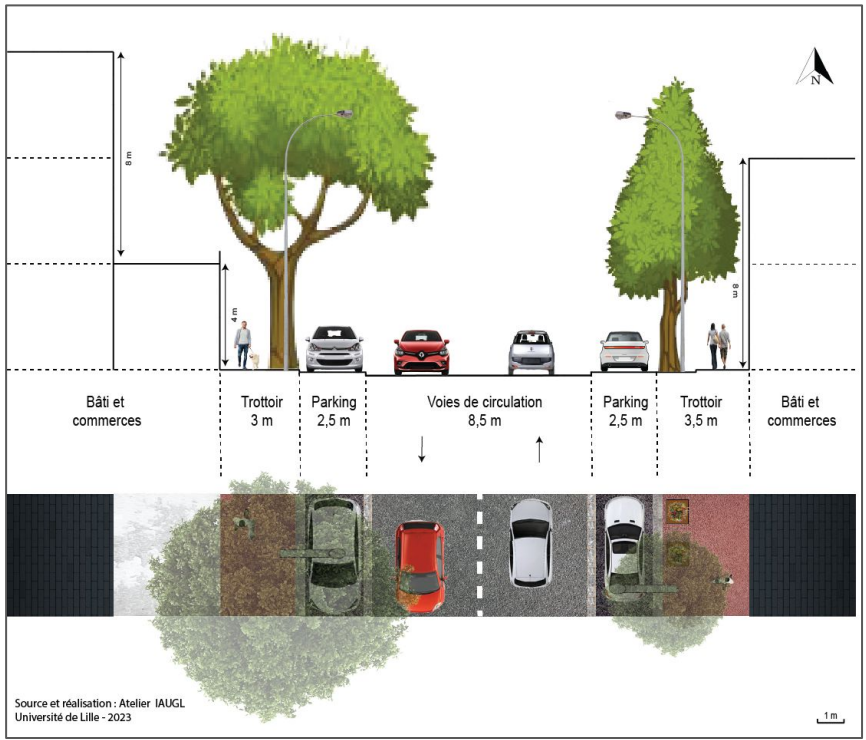 N
8 m
4 m
8 m
Bâti et
commerces
Trottoir
3 m
Parking
2,5 m
Voies de circulation
8,5 m
Parking
2,5 m
Trottoir
3,5 m
Bâti et
commerces
Source et réalisation : Atelier IAUGL
Université de Lille - 2023
1 m